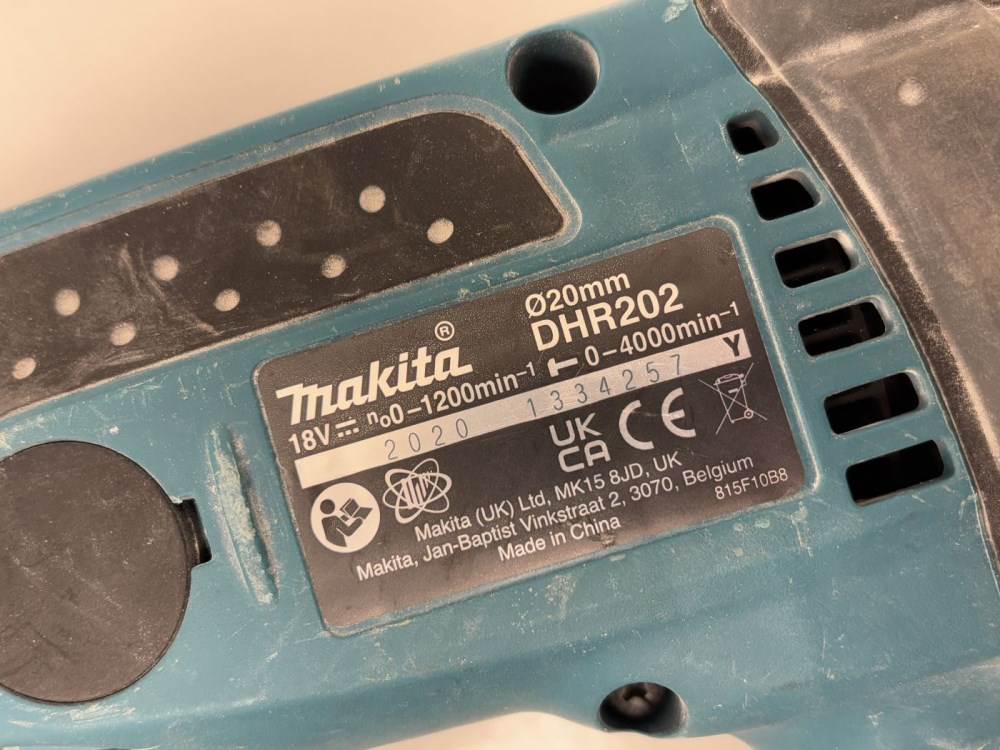 Ø20mm
makita® DHR202
18V⎓ n₀0-1200min⁻¹ 0-4000min⁻¹
2020 1334257 Y
UK
CA CE
Makita (UK) Ltd, MK15 8JD, UK
Makita, Jan-Baptist Vinkstraat 2, 3070, Belgium
Made in China 815F10B8